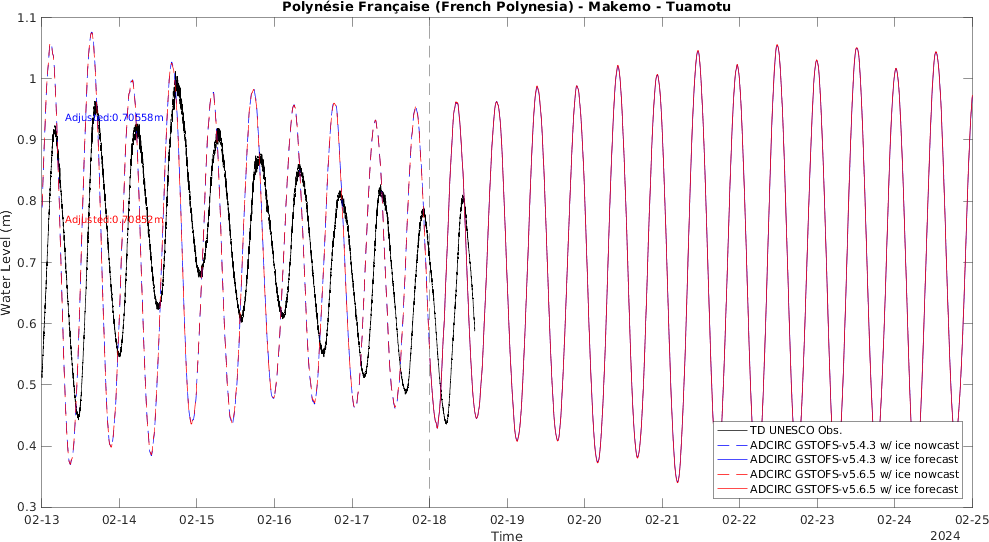 Polynésie Française (French Polynesia) - Makemo - Tuamotu
1.1
1
0.9
0.8
0.7
0.6
0.5
0.4
0.3
Water Level (m)
Adjusted:0.70558m
Adjusted:0.70852m
TD UNESCO Obs.
ADCIRC GSTOFS-v5.4.3 w/ ice nowcast
ADCIRC GSTOFS-v5.4.3 w/ ice forecast
ADCIRC GSTOFS-v5.6.5 w/ ice nowcast
ADCIRC GSTOFS-v5.6.5 w/ ice forecast
02-13 02-14 02-15 02-16 02-17 02-18 02-19 02-20 02-21 02-22 02-23 02-24 02-25
Time
2024